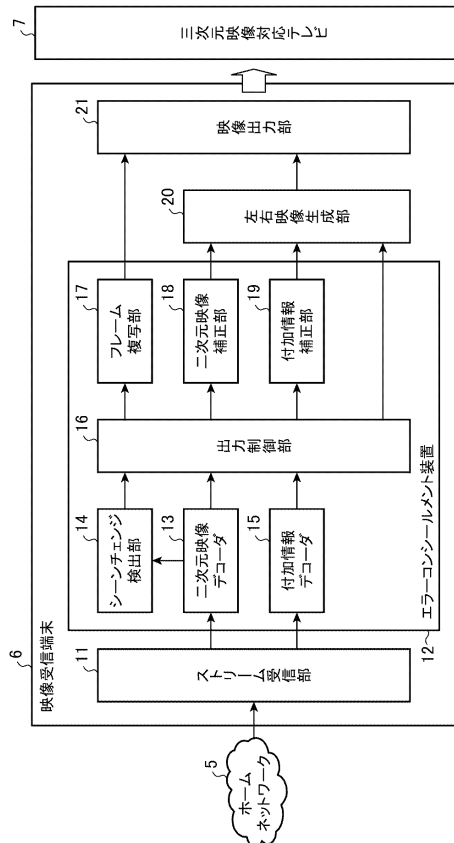 6
映像受信端末
5
ホーム
ネットワーク
11
ストリーム受信部
12
エラーコンシールメント装置
14
シーンチェンジ
検出部
13
二次元映像
デコーダ
15
付加情報
デコーダ
16
出力制御部
17
フレーム
複写部
18
二次元映像
補正部
19
付加情報
補正部
20
左右映像生成部
21
映像出力部
7
三次元映像対応テレビ